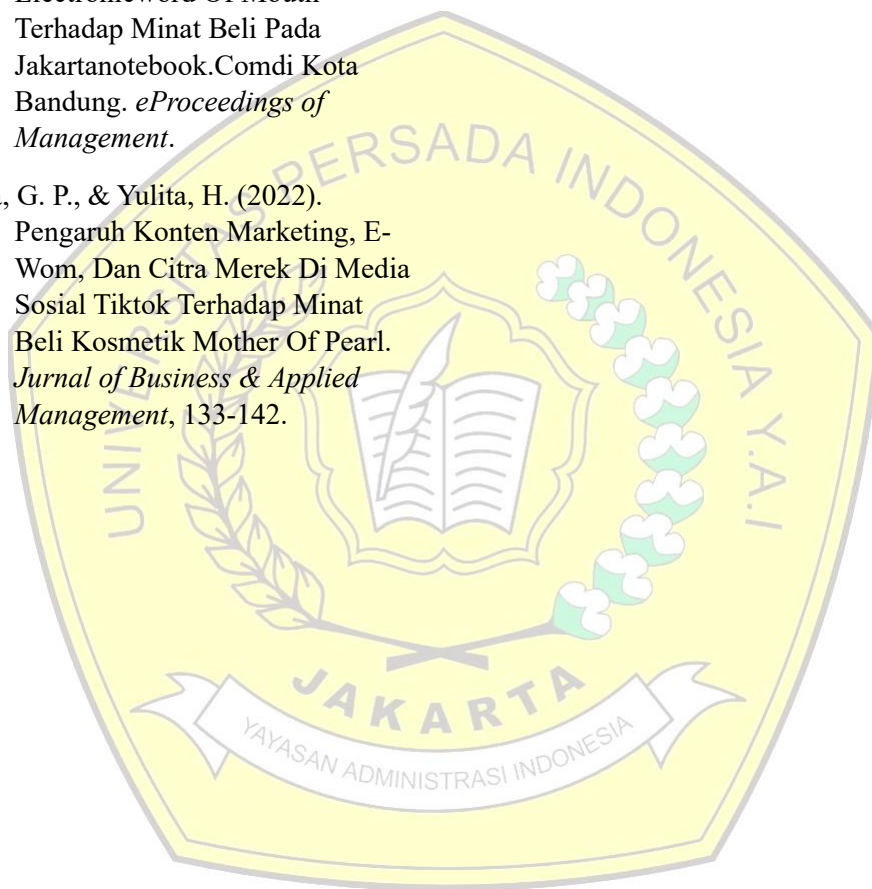 Terhadap Minat Beli Pada
Jakartanotebook.Comdi Kota
Bandung. eProceedings of
Management.
, G. P., & Yulita, H. (2022).
Pengaruh Konten Marketing, E-
Wom, Dan Citra Merek Di Media
Sosial Tiktok Terhadap Minat
Beli Kosmetik Mother Of Pearl.
Jurnal of Business & Applied
Management, 133-142.
UNIVERSITAS PERSADA INDONESIA Y.A.I
JAKARTA
YAYASAN ADMINISTRASI INDONESIA